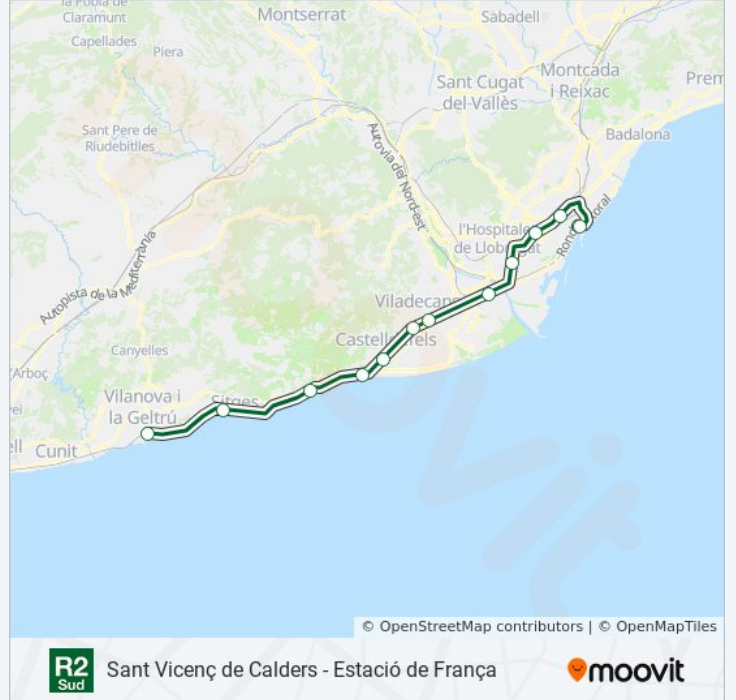 la Pobla de
Claramunt
Montserrat
Sabadell
Capellades
Piera
Montcada
i Reixac
Sant Cugat
del Vallès
Prem
Sant Pere de
Riudebitlles
Autovia del Nord-est
Badalona
l'Hospitale
de Llobregat
Ronda Litoral
Autopista de la Mediterrània
Viladecans
Castelldefels
Canyelles
l'Arboç
Vilanova i
la Geltrú
Sitges
Cunit
© OpenStreetMap contributors | © OpenMapTiles
R2
Sud
Sant Vicenç de Calders - Estació de França
moovit